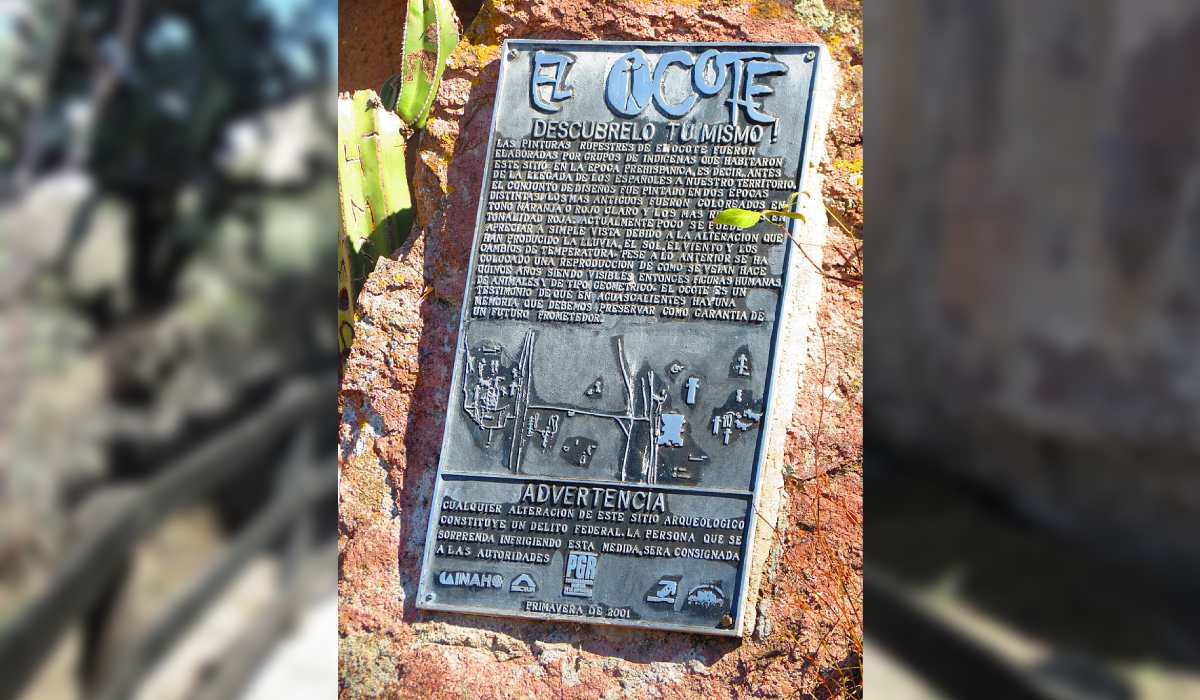 EL OCOTE
DESCUBRELO TU MISMO!
LAS PINTURAS RUPESTRES DE EL OCOTE FUERON
ELABORADAS POR GRUPOS DE INDIGENAS QUE HABITARON
ESTE SITIO EN LA EPOCA PREHISPANICA, ES DECIR, ANTES
DE LA LLEGADA DE LOS ESPAÑOLES A NUESTRO TERRITORIO.
EL CONJUNTO DE DISEÑOS FUE PINTADO EN DOS EPOCAS
DISTINTAS, LOS MAS ANTIGUOS FUERON COLOREADOS EN
TONO NARANJA O ROJO CLARO Y LOS MAS EN
TONALIDAD ROJA. ACTUALMENTE POCO SE PUEDE
APRECIAR A SIMPLE VISTA DEBIDO A LA ALTERACION QUE
HAN PRODUCIDO LA LLUVIA, EL SOL, EL VIENTO Y LOS
CAMBIOS DE TEMPERATURA. PESE A LO ANTERIOR SE HA
COLOCADO UNA REPRODUCCION DE COMO SE VEIAN HACE
QUINCE AÑOS SIENDO VISIBLES ENTONCES FIGURAS HUMANAS,
DE ANIMALES Y DE TIPO GEOMETRICO. EL OCOTE ES UN
TESTIMONIO DE QUE EN AGUASCALIENTES HAY UNA
MEMORIA QUE DEBEMOS PRESERVAR COMO GARANTIA DE
UN FUTURO PROMETEDOR.
ADVERTENCIA
CUALQUIER ALTERACION DE ESTE SITIO ARQUEOLOGICO
CONSTITUYE UN DELITO FEDERAL. LA PERSONA QUE SE
SORPRENDA INFRIGIENDO ESTA MEDIDA, SERA CONSIGNADA
A LAS AUTORIDADES
INAH
PGR
PRIMAVERA DE 2001